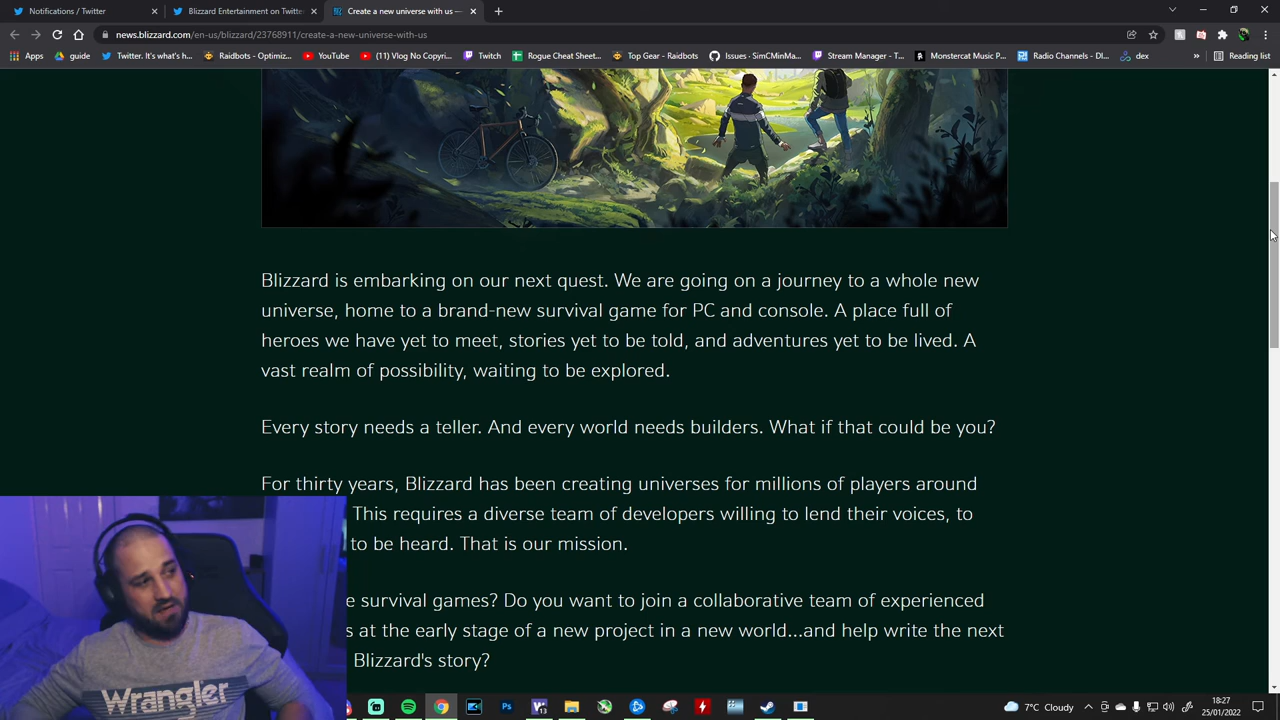 Notifications / Twitter
Blizzard Entertainment on Twitte
Create a new universe with us —
news.blizzard.com/en-us/blizzard/23768911/create-a-new-universe-with-us
Apps
guide
Twitter. It's what's h...
Raidbots - Optimiz...
YouTube
(11) Vlog No Copyri...
Twitch
Rogue Cheat Sheet...
Top Gear - Raidbots
Issues · SimCMinMa...
Stream Manager - T...
Monstercat Music P...
Radio Channels - DI...
dex
»
Reading list
Blizzard is embarking on our next quest. We are going on a journey to a whole new
universe, home to a brand-new survival game for PC and console. A place full of
heroes we have yet to meet, stories yet to be told, and adventures yet to be lived. A
vast realm of possibility, waiting to be explored.
Every story needs a teller. And every world needs builders. What if that could be you?
For thirty years, Blizzard has been creating universes for millions of players around
This requires a diverse team of developers willing to lend their voices, to
to be heard. That is our mission.
e survival games? Do you want to join a collaborative team of experienced
s at the early stage of a new project in a new world...and help write the next
Blizzard's story?
Wrangler
7°C Cloudy
18:27
25/01/2022